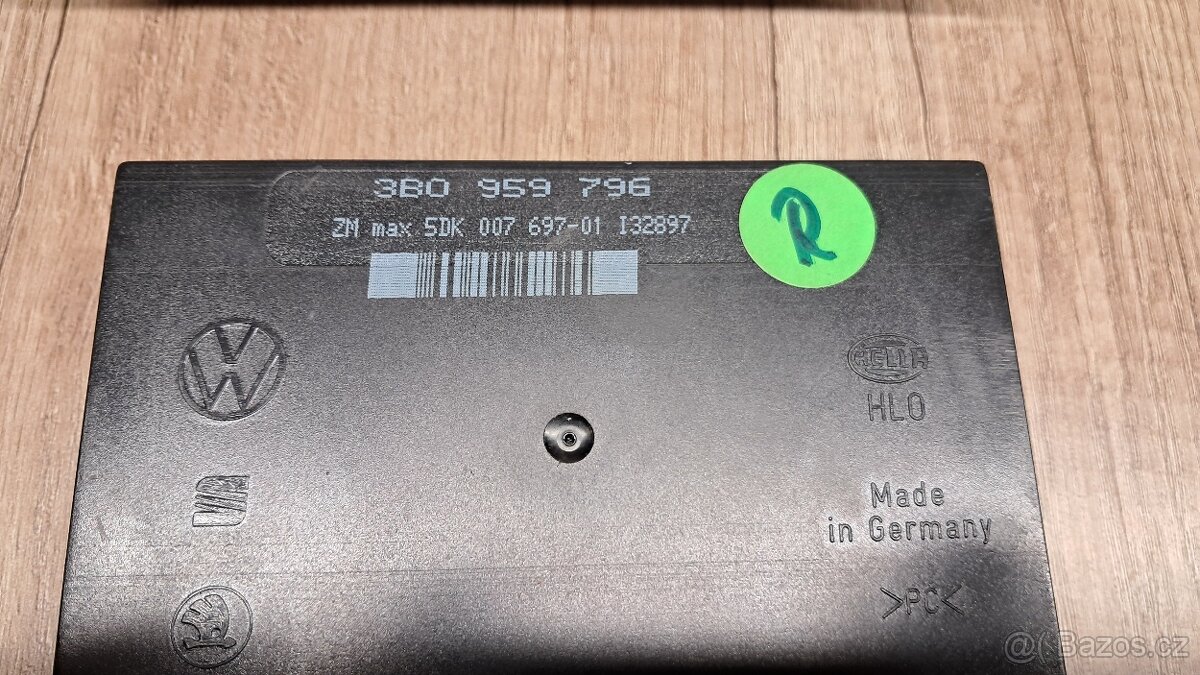 3B0 959 796
ZM max 5DK 007 697-01 I32897
R
HELLA
HLO
Made
in Germany
>PC<
@( Bazos.cz